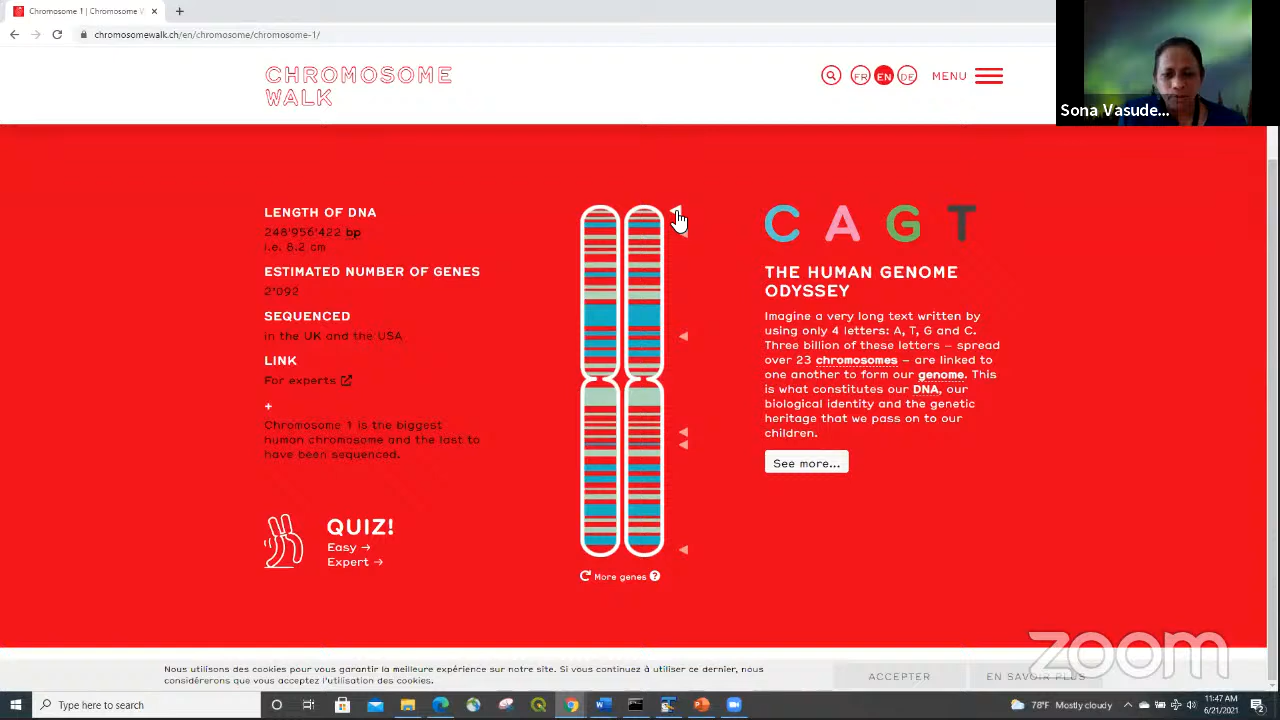 Chromosome 1 | Chromosome W
chromosomewalk.ch/en/chromosome/chromosome-1/
CHROMOSOME
WALK
FR EN DE MENU
Sona Vasude...
LENGTH OF DNA
248'956'422 bp
i.e. 8.2 cm
ESTIMATED NUMBER OF GENES
2'092
SEQUENCED
in the UK and the USA
LINK
For experts
+
Chromosome 1 is the biggest
human chromosome and the last to
have been sequenced.
QUIZ!
Easy →
Expert →
More genes ?
C A G T
THE HUMAN GENOME
ODYSSEY
Imagine a very long text written by
using only 4 letters: A, T, G and C.
Three billion of these letters – spread
over 23 chromosomes – are linked to
one another to form our genome. This
is what constitutes our DNA, our
biological identity and the genetic
heritage that we pass on to our
children.
See more...
zoom
Nous utilisons des cookies pour vous garantir la meilleure expérience sur notre site. Si vous continuez à utiliser ce dernier, nous
considérerons que vous acceptez l'utilisation des cookies.
ACCEPTER
EN SAVOIR PLUS
Type here to search
78°F Mostly cloudy
11:47 AM
6/21/2021